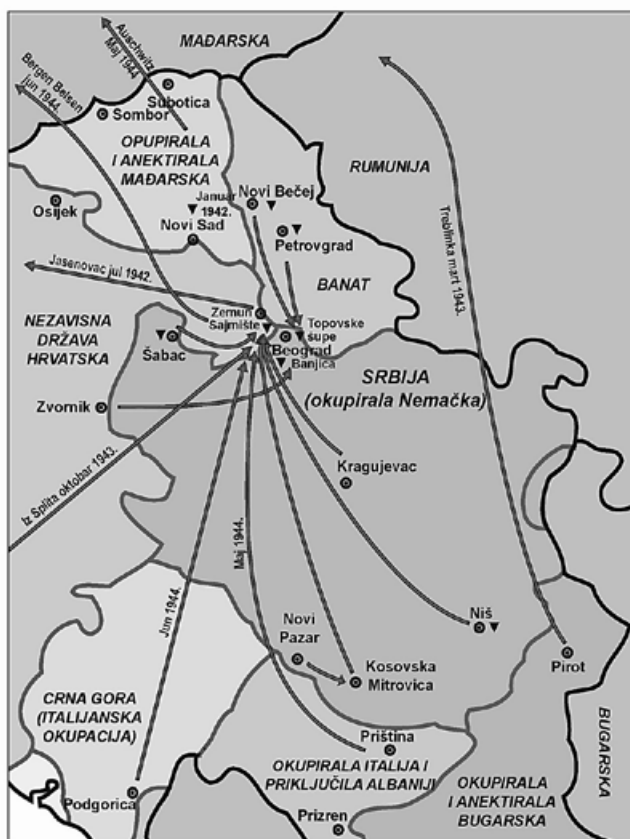 MAĐARSKA
Auschwitz
Maj 1944
Bergen Belsen
jun 1944.
Subotica
Sombor
OPUPIRALA
I ANEKTIRALA
MAĐARSKA
RUMUNIJA
Osijek
Januar
1942.
Novi Sad
Novi Bečej
Petrovgrad
BANAT
Treblinka mart 1943.
Jasenovac jul 1942.
NEZAVISNA
DRŽAVA
HRVATSKA
Zemun
Sajmište
Topovske
šupe
Beograd
Banjica
Šabac
SRBIJA
(okupirala Nemačka)
Zvornik
Iz Splita oktobar 1943.
Kragujevac
Maj 1944.
Jun 1944.
Niš
Pirot
Novi
Pazar
Kosovska
Mitrovica
CRNA GORA
(ITALIJANSKA
OKUPACIJA)
Priština
OKUPIRALA ITALIJA I
PRIKLJUČILA ALBANIJI
Podgorica
Prizren
OKUPIRALA
I ANEKTIRALA
BUGARSKA
BUGARSKA